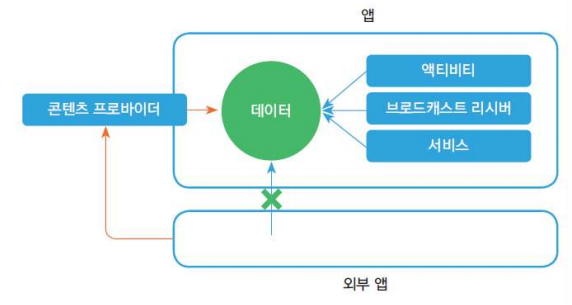 앱
액티비티
콘텐츠 프로바이더
데이터
브로드캐스트 리시버
서비스
외부 앱